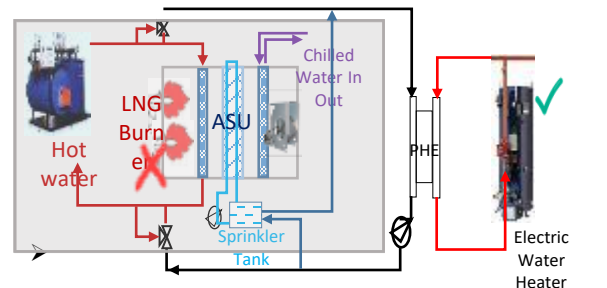 Chilled
Water In
Out
LNG
Burn
er
ASU
Hot
water
PHE
Sprinkler
Tank
Electric
Water
Heater